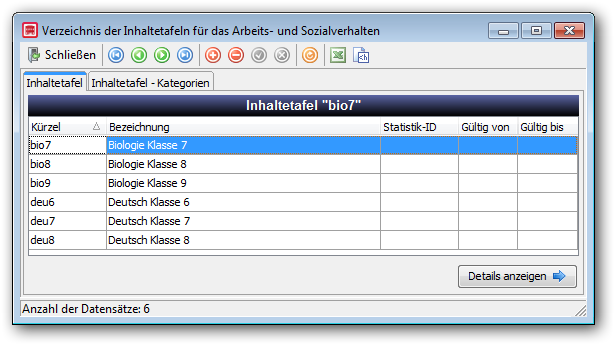 Verzeichnis der Inhaltetafeln für das Arbeits- und Sozialverhalten
Schließen
Inhaltetafel Inhaltetafel - Kategorien
Inhaltetafel "bio7"
Kürzel Bezeichnung Statistik-ID Gültig von Gültig bis
bio7 Biologie Klasse 7
bio8 Biologie Klasse 8
bio9 Biologie Klasse 9
deu6 Deutsch Klasse 6
deu7 Deutsch Klasse 7
deu8 Deutsch Klasse 8
Details anzeigen
Anzahl der Datensätze: 6